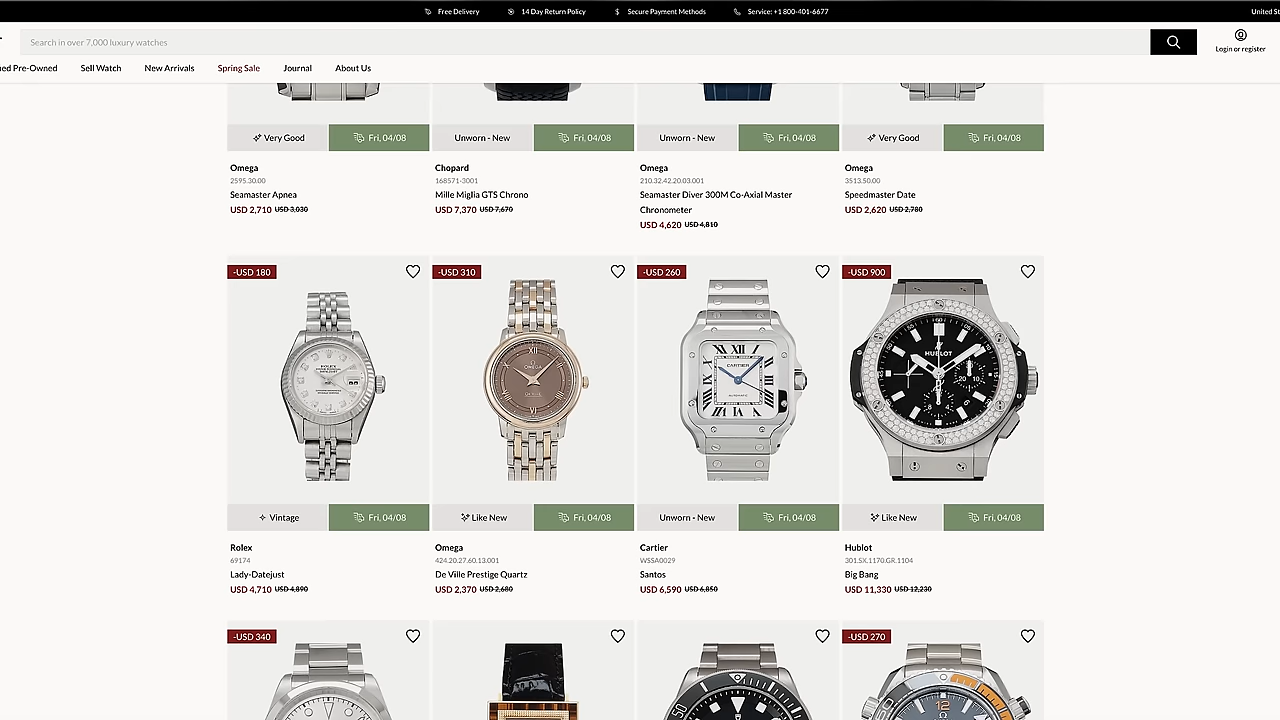 Free Delivery
14 Day Return Policy
Secure Payment Methods
Service: +1 800-401-6677
United St
Search in over 7,000 luxury watches
Login or register
ed Pre-Owned
Sell Watch
New Arrivals
Spring Sale
Journal
About Us
Very Good
Fri, 04/08
Unworn - New
Fri, 04/08
Unworn - New
Fri, 04/08
Very Good
Fri, 04/08
Omega
2595.30.00
Seamaster Apnea
USD 2,710 USD 3,030
Chopard
168571-3001
Mille Miglia GTS Chrono
USD 7,370 USD 7,670
Omega
210.32.42.20.03.001
Seamaster Diver 300M Co-Axial Master
Chronometer
USD 4,620 USD 4,810
Omega
3513.50.00
Speedmaster Date
USD 2,620 USD 2,780
-USD 180
-USD 310
-USD 260
-USD 900
ROLEX
OMEGA
CARTIER
AUTOMATIC
HUBLOT
Vintage
Fri, 04/08
Like New
Fri, 04/08
Unworn - New
Fri, 04/08
Like New
Fri, 04/08
Rolex
69174
Lady-Datejust
USD 4,710 USD 4,890
Omega
424.20.27.60.13.001
De Ville Prestige Quartz
USD 2,370 USD 2,680
Cartier
WSSA0029
Santos
USD 6,590 USD 6,850
Hublot
301.SX.1170.GR.1104
Big Bang
USD 11,330 USD 12,230
-USD 340
-USD 270